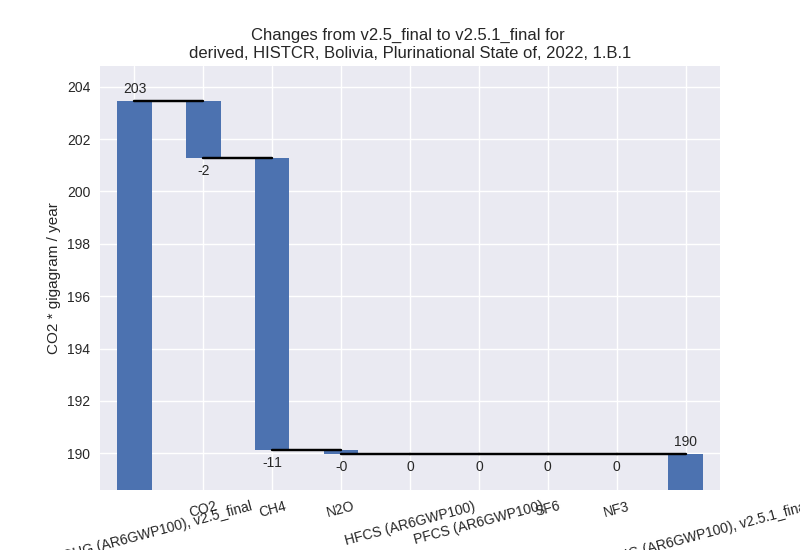 Changes from v2.5_final to v2.5.1_final for
derived, HISTCR, Bolivia, Plurinational State of, 2022, 1.B.1
CO2 * gigagram / year
204
202
200
198
196
194
192
190
203
-2
-11
-0
0
0
0
0
190
(AR6GWP100), v2.5_final
CO2
CH4
N2O
HFCS (AR6GWP100)
PFCS (AR6GWP100)
SF6
NF3
(AR6GWP100), v2.5.1_final